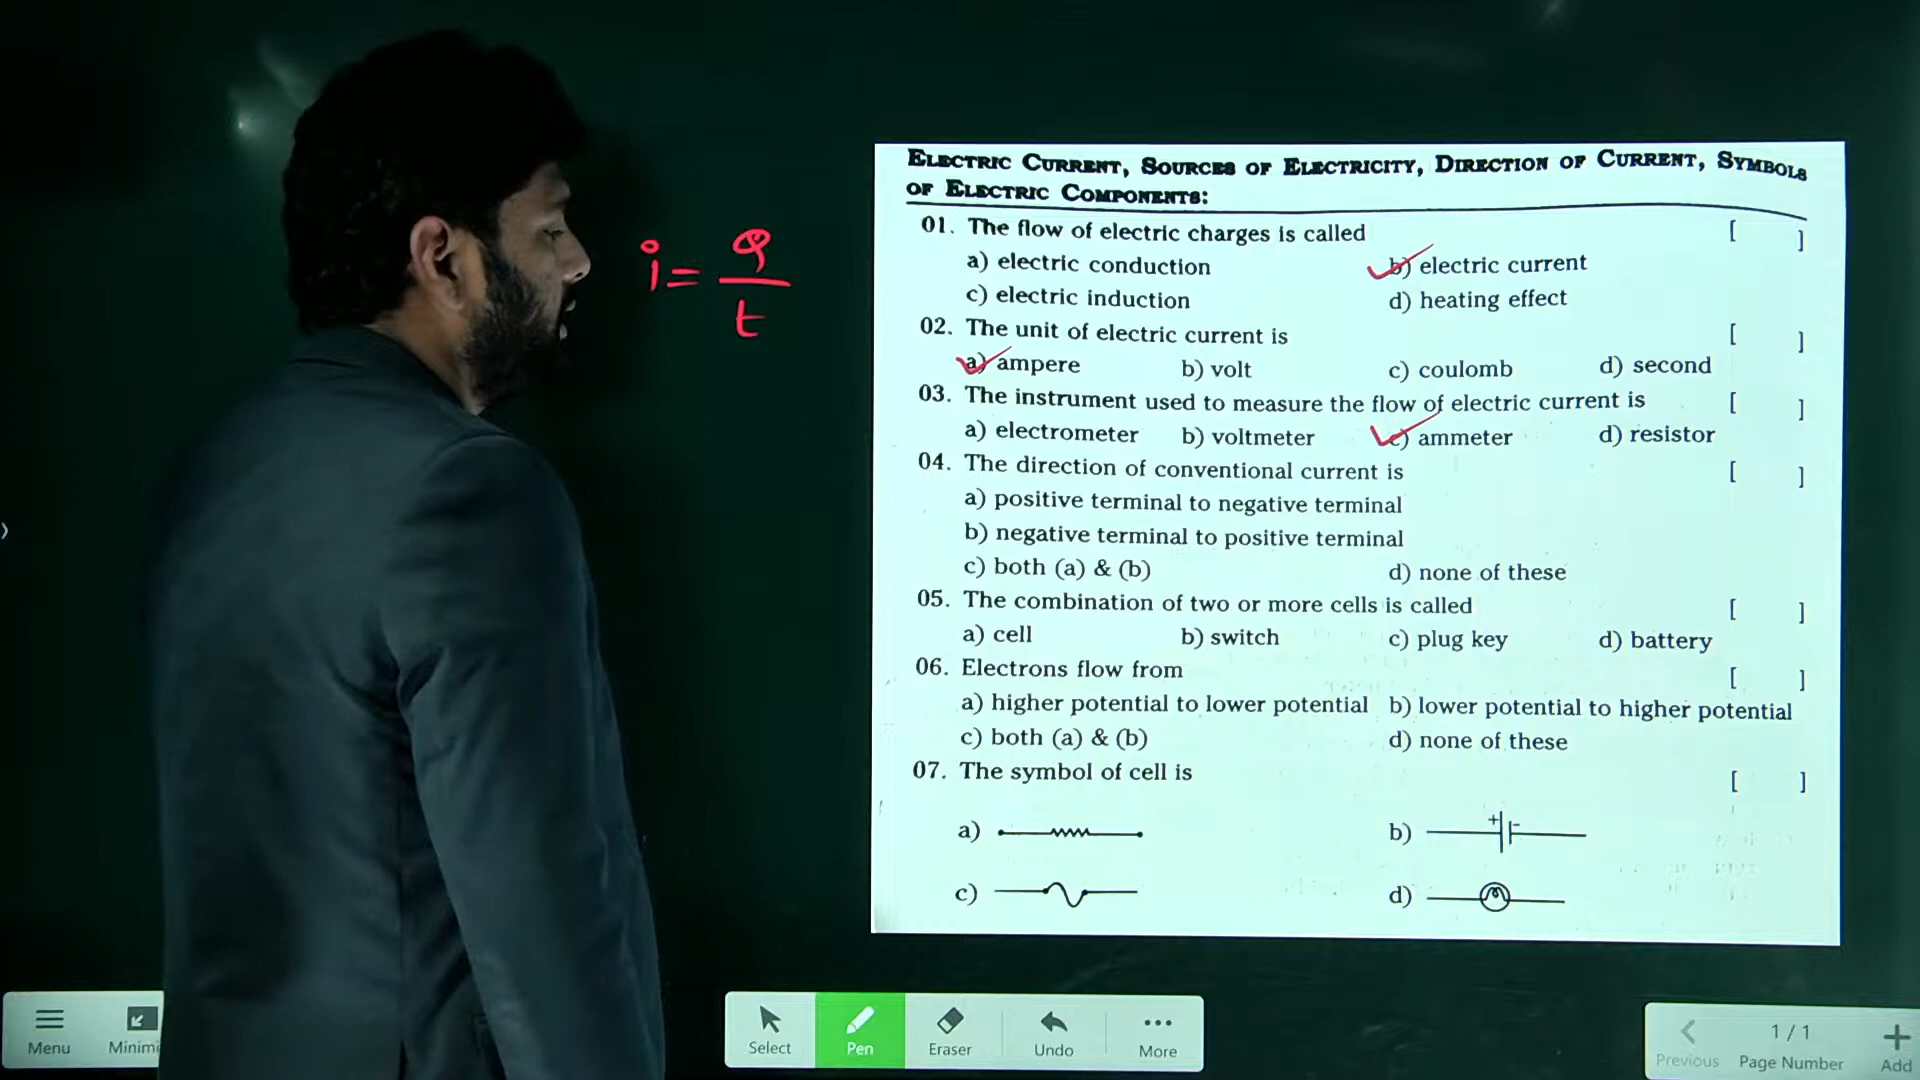 ELECTRIC CURRENT, SOURCES OF ELECTRICITY, DIRECTION OF CURRENT, SYMBOLS
OF ELECTRIC COMPONENTS:
01. The flow of electric charges is called [ ]
a) electric conduction b) electric current
c) electric induction d) heating effect
02. The unit of electric current is [ ]
a) ampere b) volt c) coulomb d) second
03. The instrument used to measure the flow of electric current is [ ]
a) electrometer b) voltmeter c) ammeter d) resistor
04. The direction of conventional current is [ ]
a) positive terminal to negative terminal
b) negative terminal to positive terminal
c) both (a) & (b) d) none of these
05. The combination of two or more cells is called [ ]
a) cell b) switch c) plug key d) battery
06. Electrons flow from [ ]
a) higher potential to lower potential b) lower potential to higher potential
c) both (a) & (b) d) none of these
07. The symbol of cell is [ ]
a) b) + -
c) d)
i = Q
t
Menu Minimi
Select Pen Eraser Undo More
1 / 1
Previous Page Number Add